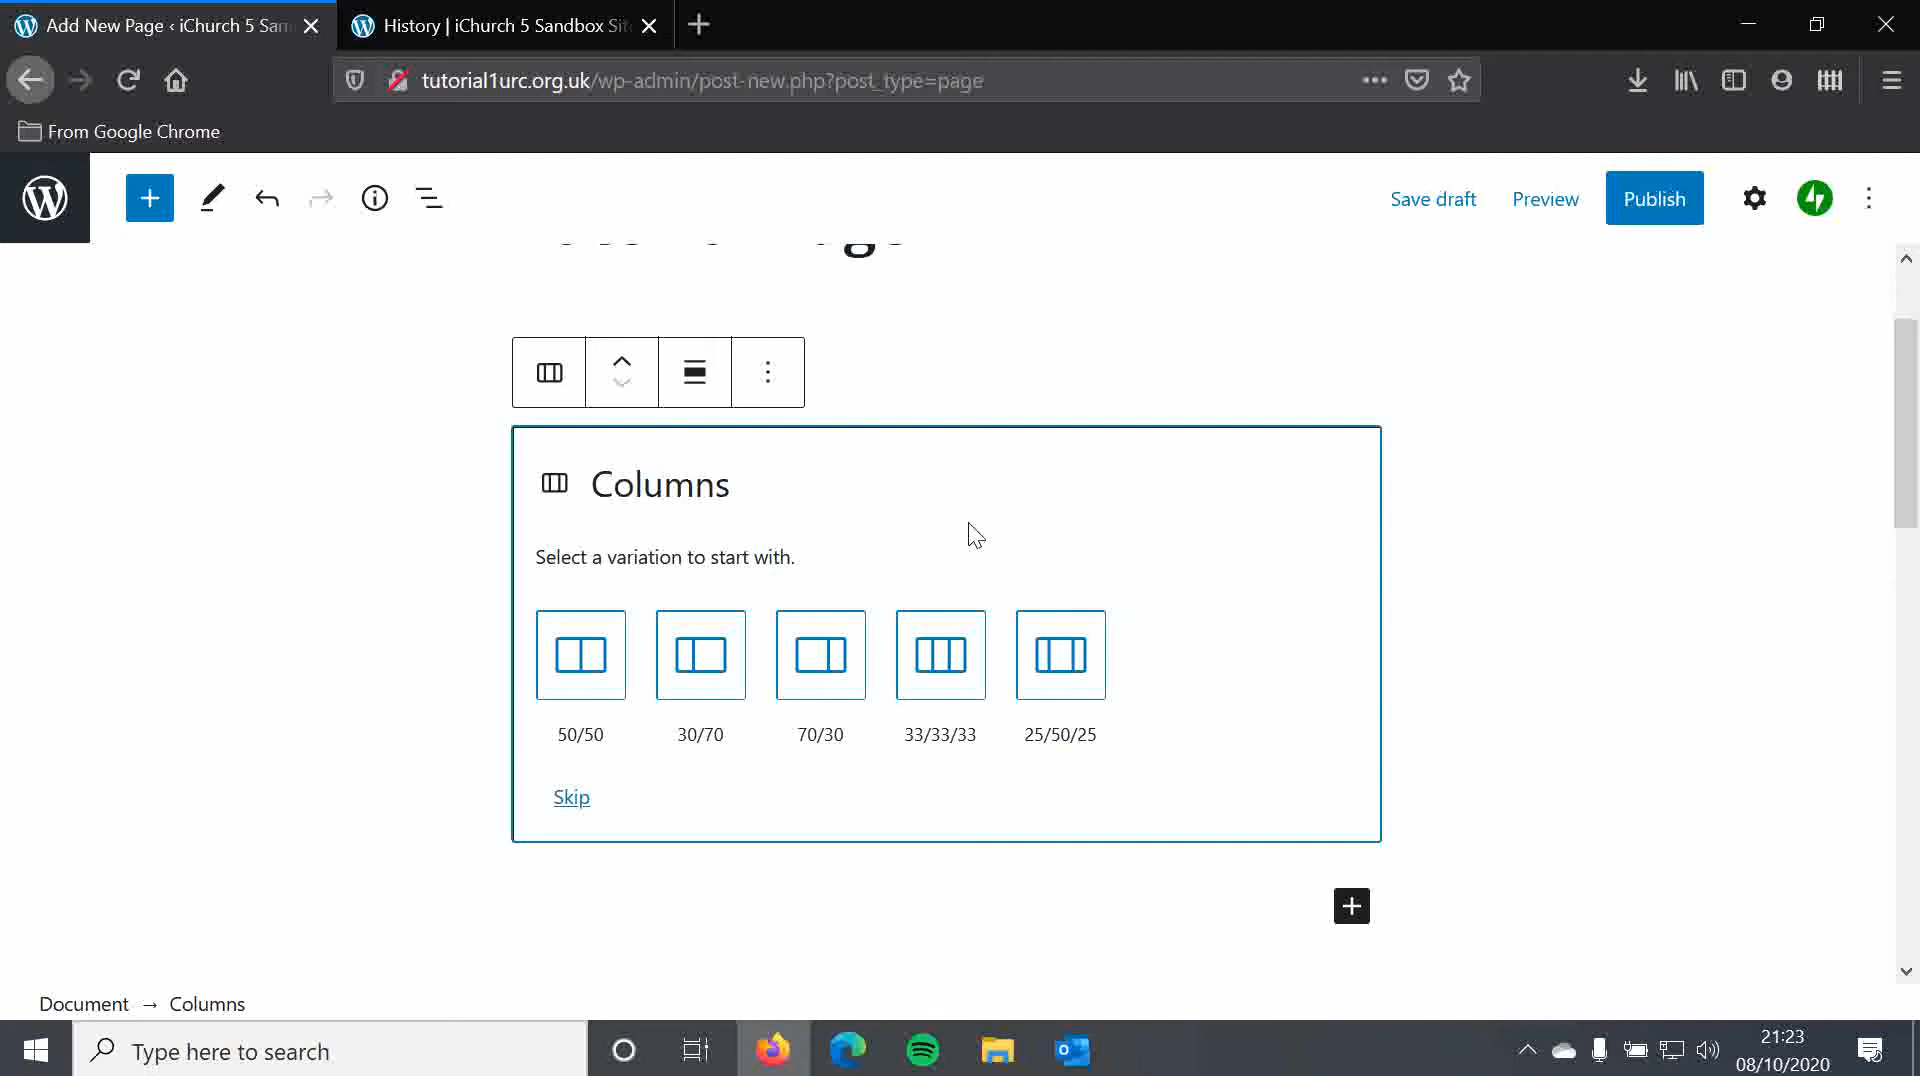 Add New Page ‹ iChurch 5 San
History | iChurch 5 Sandbox Sit
tutorial1urc.org.uk/wp-admin/post-new.php?post_type=page
From Google Chrome
Save draft
Preview
Publish
Columns
Select a variation to start with.
50/50
30/70
70/30
33/33/33
25/50/25
Skip
Document → Columns
Type here to search
21:23
08/10/2020